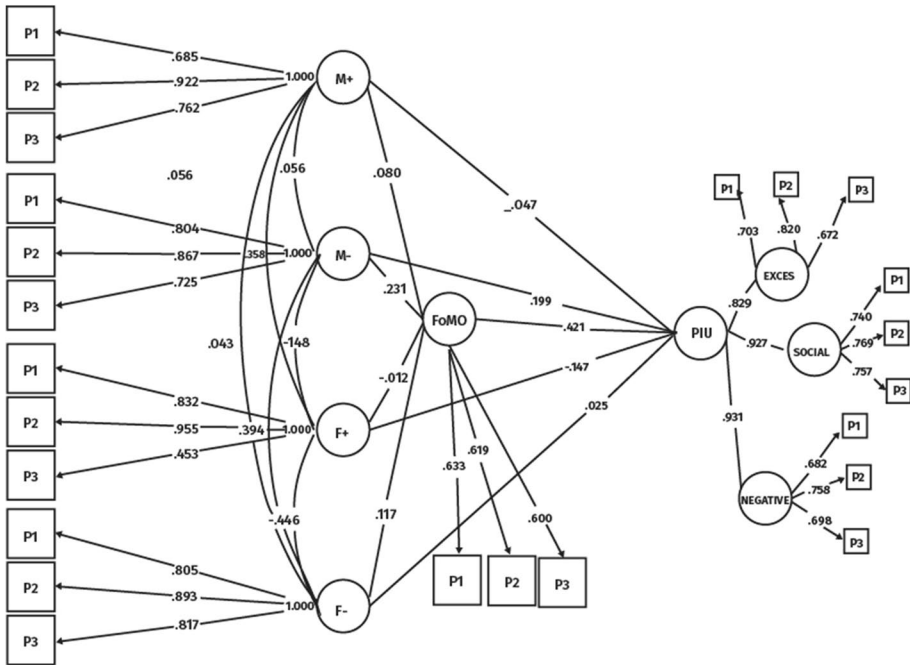 P1
.685
1.000
M+
P2
.922
P3
.762
.056
.056
.080
_.047
P1
P2
P3
.703
.820
.672
EXCES
P1
.804
P2
.867
.358
1.000
M-
P3
.725
.231
.199
.829
FoMO
.421
PIU
.927
SOCIAL
P1
.740
.769
P2
.757
P3
.043
-148
-.012
-.147
.025
.931
P1
.832
P2
.955
.394
1.000
F+
P3
.453
.633
.619
.600
P1
.682
NEGATIVE
.758
P2
.698
P3
-.446
.117
P1
.805
P2
.893
1.000
F-
P3
.817
P1
P2
P3